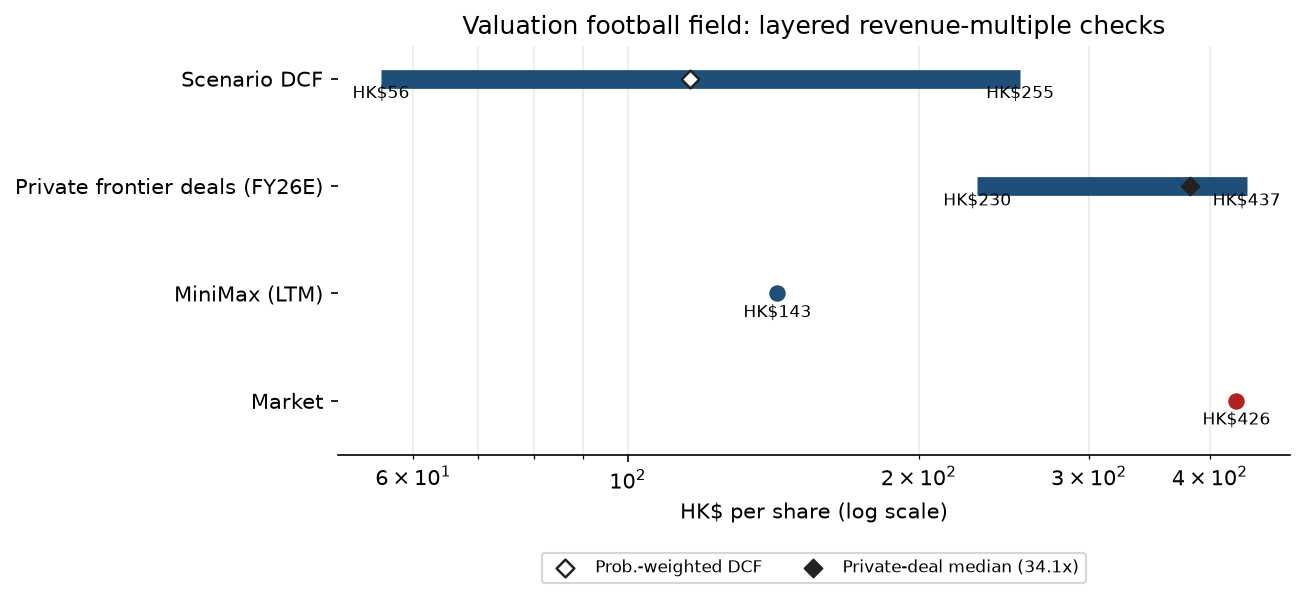 Valuation football field: layered revenue-multiple checks
Scenario DCF
HK$56
HK$255
Private frontier deals (FY26E)
HK$230
HK$437
MiniMax (LTM)
HK$143
Market
HK$426
6 × 10¹
10²
2 × 10²
3 × 10²
4 × 10²
HK$ per share (log scale)
Prob.-weighted DCF
Private-deal median (34.1x)